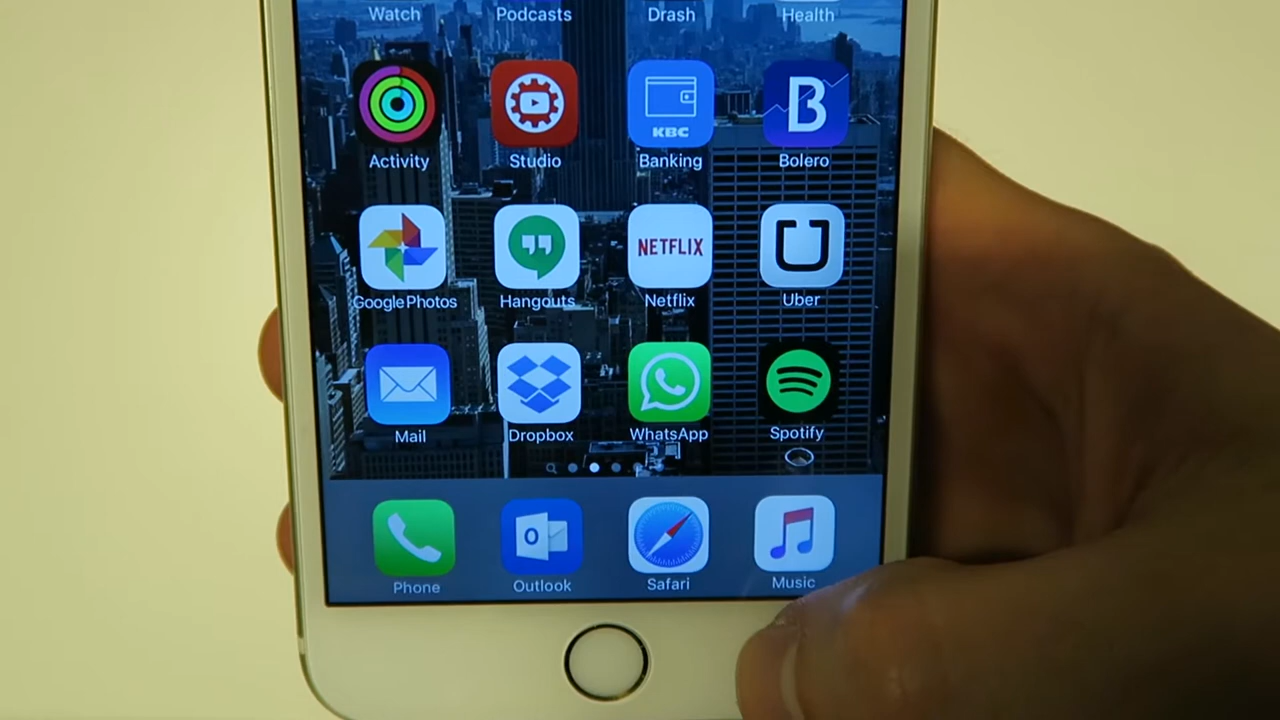 Watch Podcasts Drash Health
KBC
B
Activity Studio Banking Bolero
NETFLIX
Google Photos Hangouts Netflix Uber
Mail Dropbox WhatsApp Spotify
O
Phone Outlook Safari Music